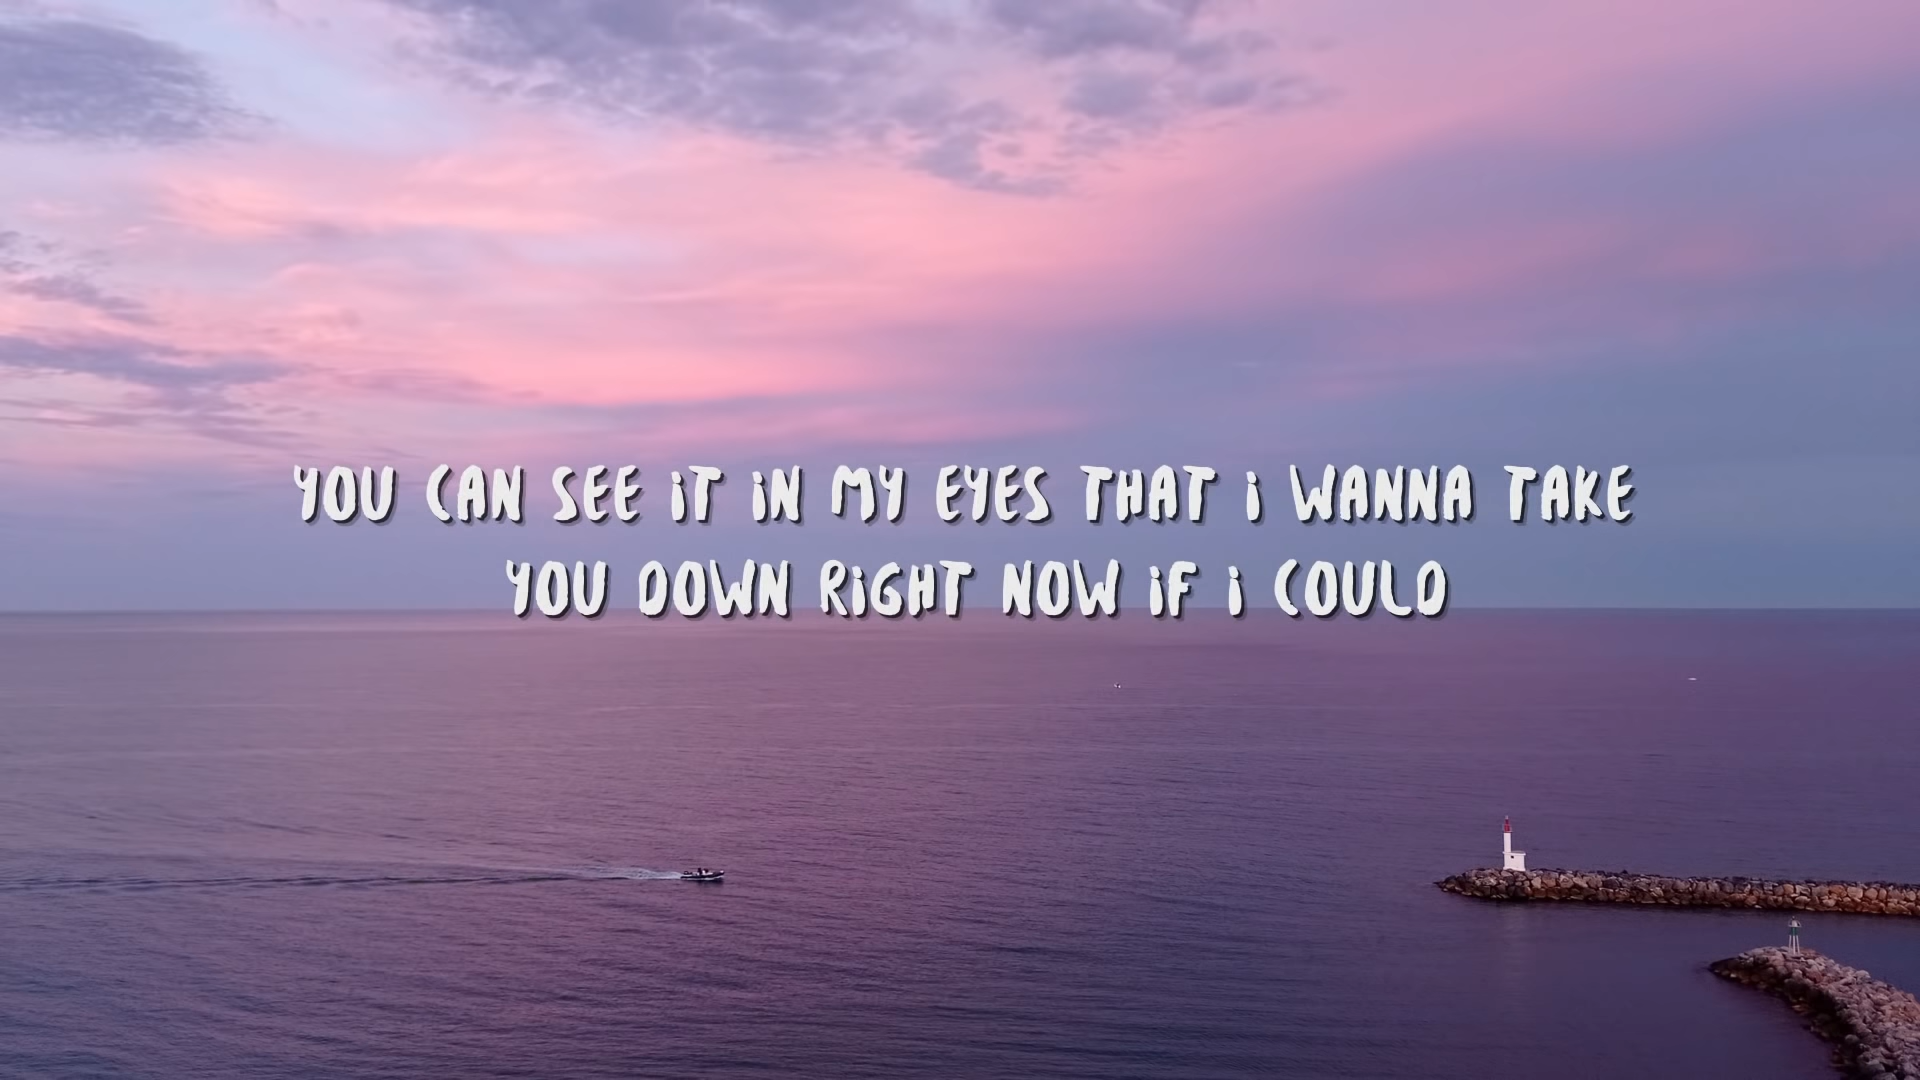 YOU CAN SEE iT iN MY EYES THAT i WANNA TAKE
YOU DOWN RiGHT NOW iF i COULD